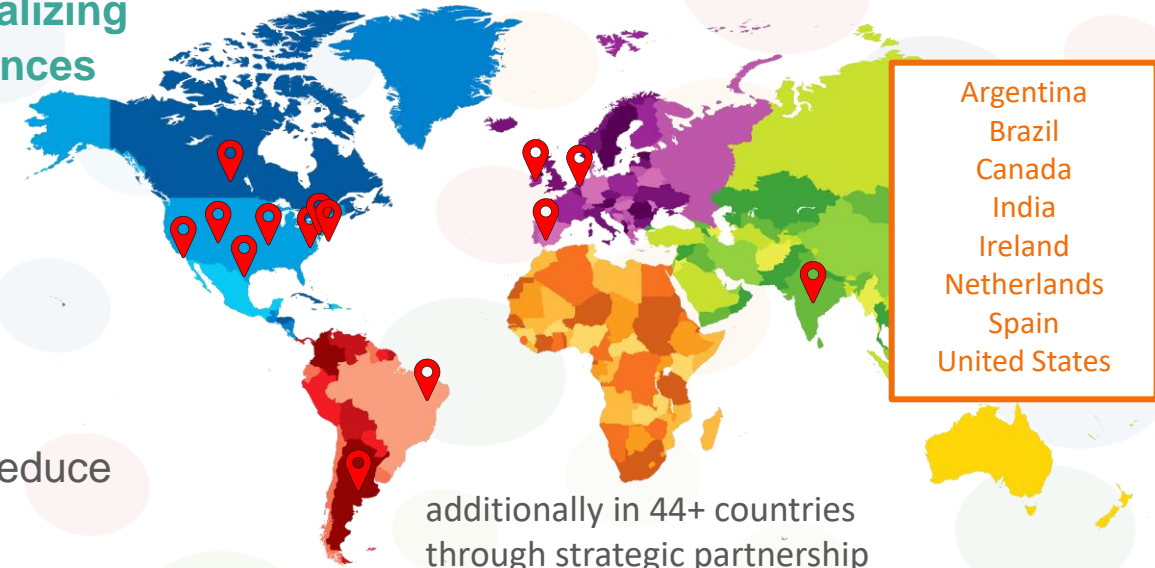 alizing
nces
Argentina
Brazil
Canada
India
Ireland
Netherlands
Spain
United States
educe
additionally in 44+ countries
through strategic partnership